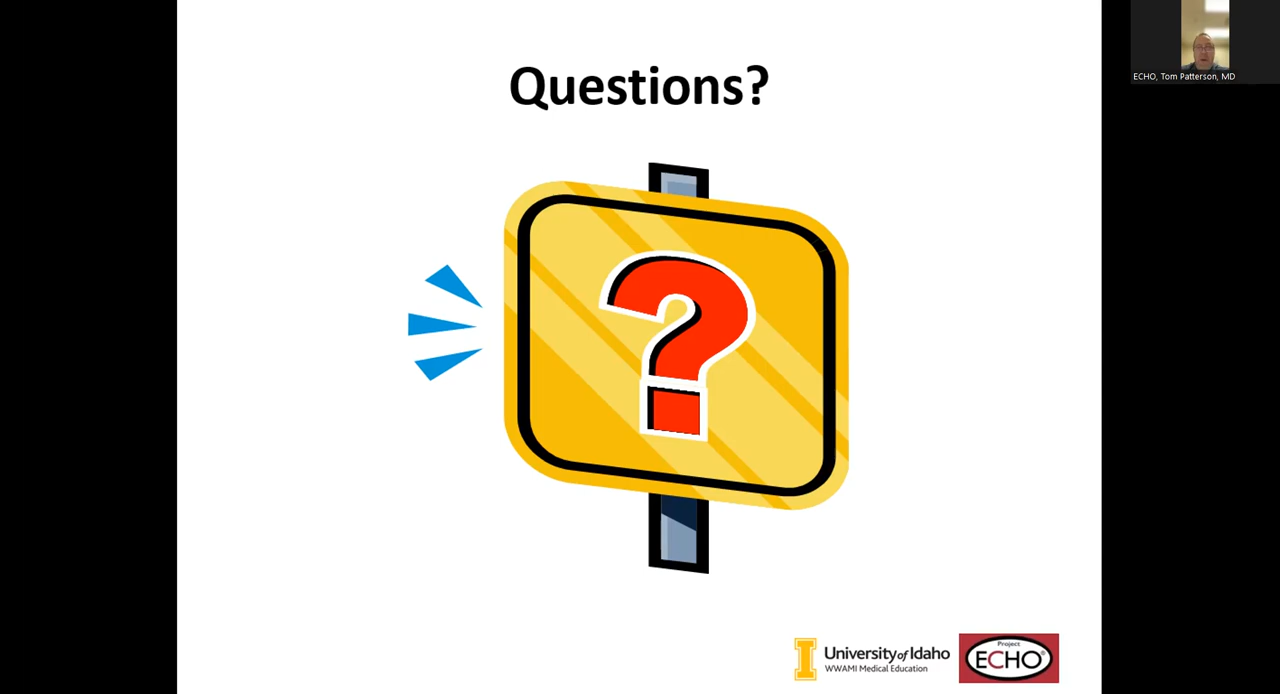 Questions?
ECHO, Tom Patterson, MD
?
University of Idaho
WWAMI Medical Education
Project
ECHO®